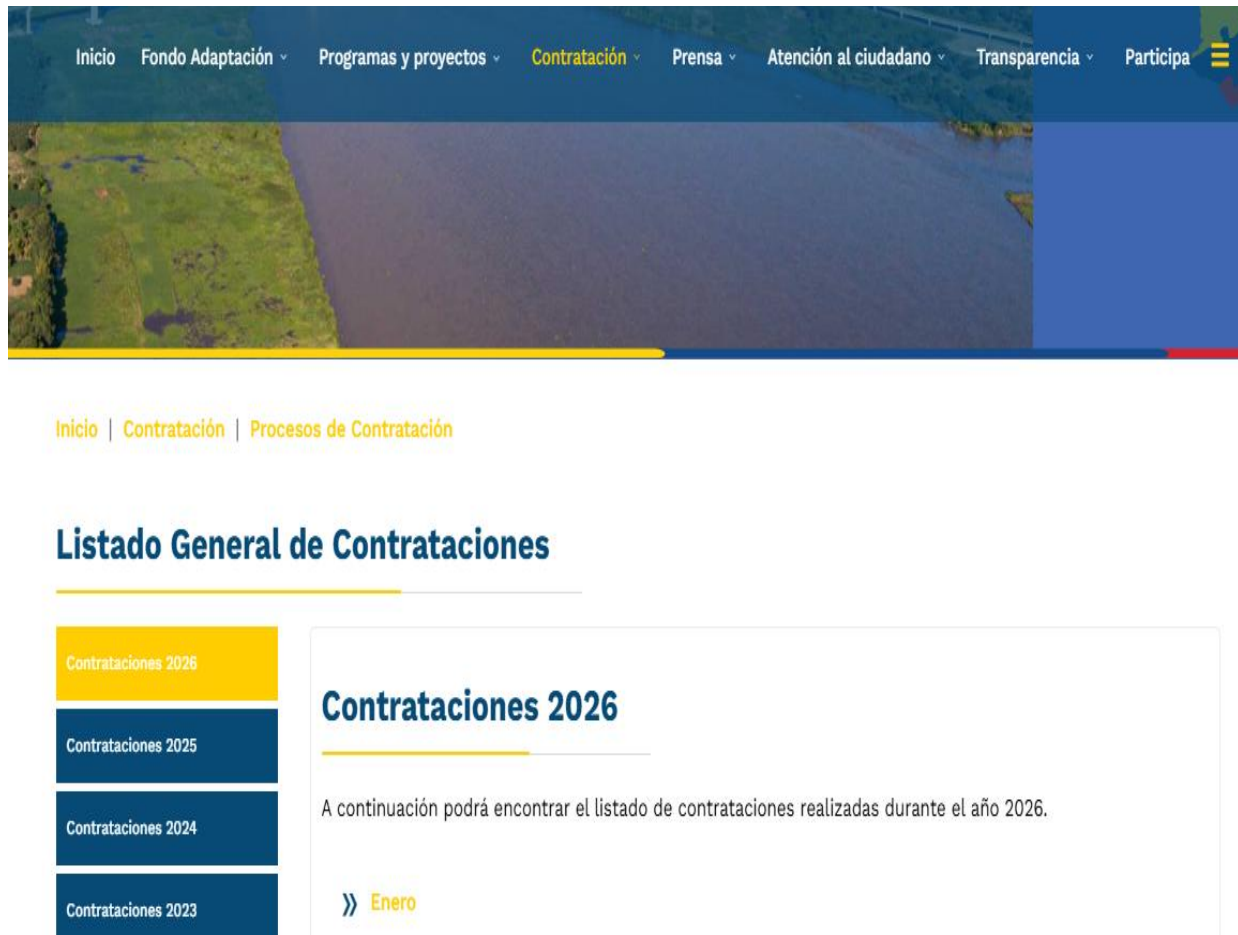 Inicio Fondo Adaptación Programas y proyectos Contratación Prensa Atención al ciudadano Transparencia Participa
Inicio | Contratación | Procesos de Contratación
Listado General de Contrataciones
Contrataciones 2026
Contrataciones 2025
Contrataciones 2024
Contrataciones 2023
Contrataciones 2026
A continuación podrá encontrar el listado de contrataciones realizadas durante el año 2026.
» Enero